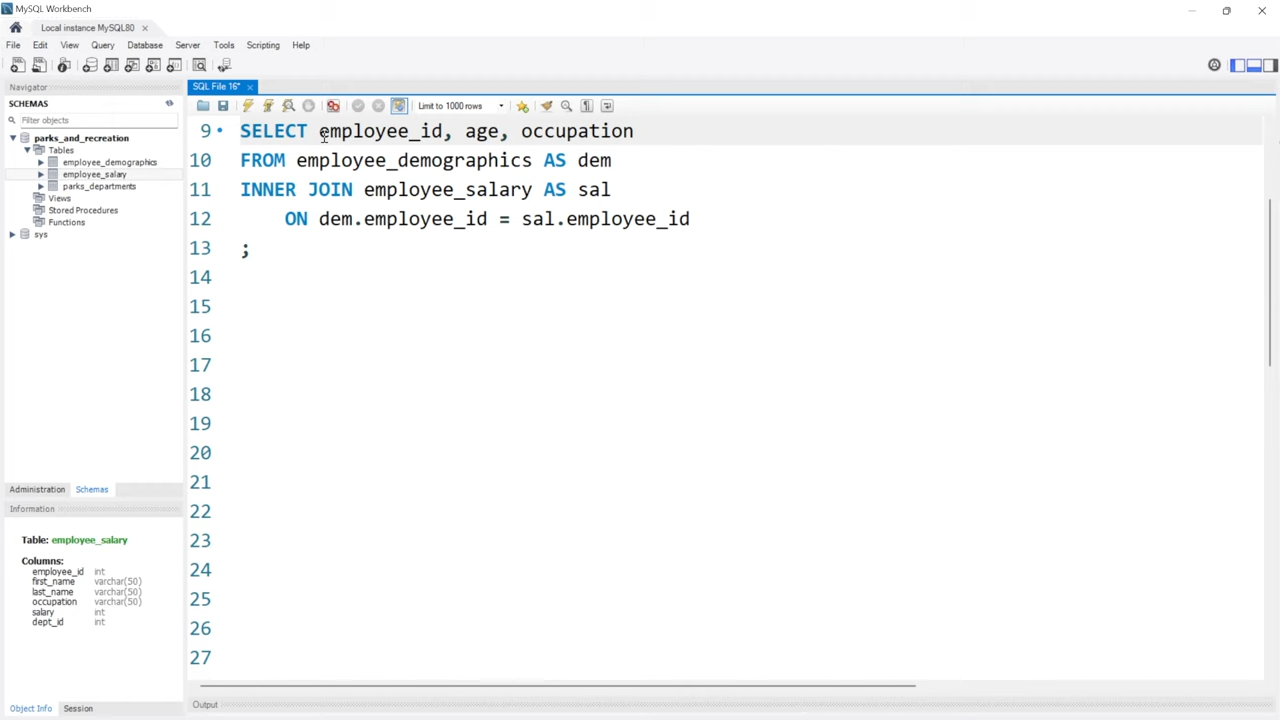 MySQL Workbench
Local instance MySQL80
File Edit View Query Database Server Tools Scripting Help
Navigator
SCHEMAS
Filter objects
parks_and_recreation
Tables
employee_demographics
employee_salary
parks_departments
Views
Stored Procedures
Functions
sys
Administration Schemas
Information
Table: employee_salary
Columns:
employee_id int
first_name varchar(50)
last_name varchar(50)
occupation varchar(50)
salary int
dept_id int
Object Info Session
SQL File 16*
Limit to 1000 rows
9 SELECT employee_id, age, occupation
10 FROM employee_demographics AS dem
11 INNER JOIN employee_salary AS sal
12 ON dem.employee_id = sal.employee_id
13 ;
14
15
16
17
18
19
20
21
22
23
24
25
26
27
Output